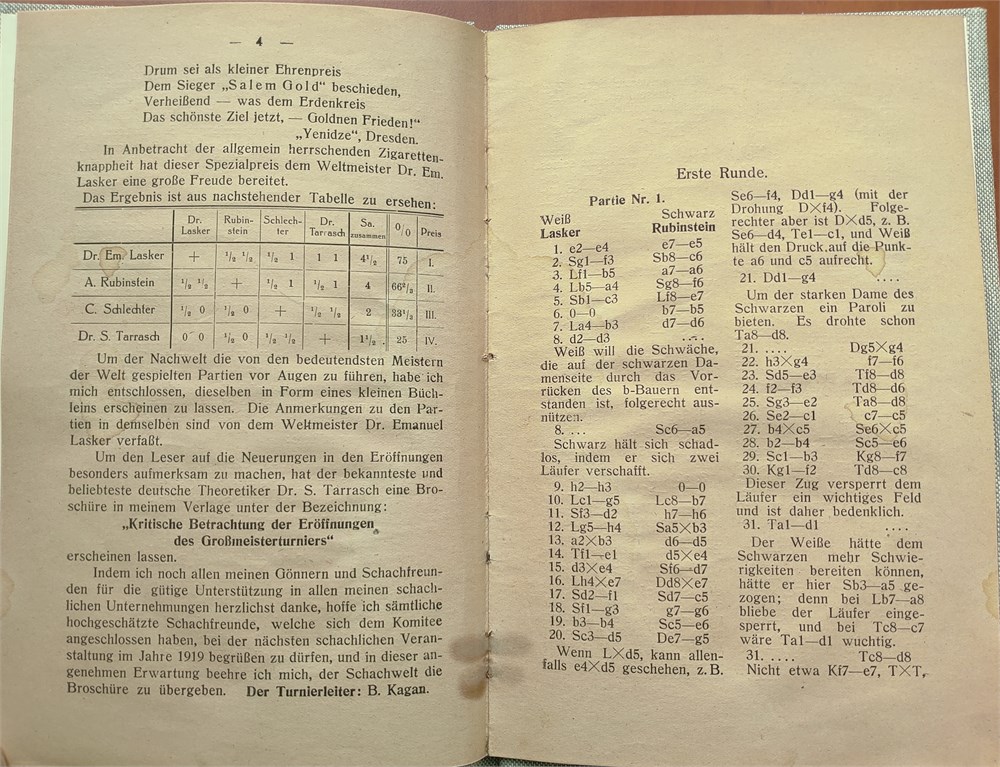 — 4 —
Drum sei als kleiner Ehrenpreis
Dem Sieger „Salem Gold“ beschieden,
Verheißend — was dem Erdenkreis
Das schönste Ziel jetzt, — Goldnen Frieden!“
„Yenidze“, Dresden.
In Anbetracht der allgemein herrschenden Zigaretten-
knappheit hat dieser Spezialpreis dem Weltmeister Dr. Em.
Lasker eine große Freude bereitet.
Das Ergebnis ist aus nachstehender Tabelle zu ersehen:
Dr. Lasker | Rubin-stein | Schlech-ter | Dr. Tarrasch | Sa. zusammen | 0/0 | Preis
Dr. Em. Lasker | + | 1/2 1/2 | 1/2 1 | 1 1 | 4 1/2 | 75 | I.
A. Rubinstein | 1/2 1/2 | + | 1/2 1 | 1/2 1 | 4 | 66 2/2 | II.
C. Schlechter | 1/2 0 | 1/2 0 | + | 1/2 1/2 | 2 | 33 1/2 | III.
Dr. S. Tarrasch | 0 0 | 1/2 0 | 1/2 1/2 | + | 1 1/2 | 25 | IV.
Um der Nachwelt die von den bedeutendsten Meistern
der Welt gespielten Partien vor Augen zu führen, habe ich
mich entschlossen, dieselben in Form eines kleinen Büch-
leins erscheinen zu lassen. Die Anmerkungen zu den Par-
tien in demselben sind von dem Weltmeister Dr. Emanuel
Lasker verfaßt.
Um den Leser auf die Neuerungen in den Eröffnungen
besonders aufmerksam zu machen, hat der bekannteste und
beliebteste deutsche Theoretiker Dr. S. Tarrasch eine Bro-
schüre in meinem Verlage unter der Bezeichnung:
„Kritische Betrachtung der Eröffnungen
des Großmeisterturniers“
erscheinen lassen.
Indem ich noch allen meinen Gönnern und Schachfreun-
den für die gütige Unterstützung in allen meinen schach-
lichen Unternehmungen herzlichst danke, hoffe ich sämtliche
hochgeschätzte Schachfreunde, welche sich dem Komitee
angeschlossen haben, bei der nächsten schachlichen Veran-
staltung im Jahre 1919 begrüßen zu dürfen, und in dieser an-
genehmen Erwartung beehre ich mich, der Schachwelt die
Broschüre zu übergeben. Der Turnierleiter: B. Kagan.
Erste Runde.
Partie Nr. 1.
Weiß Schwarz
Lasker Rubinstein
1. e2—e4 e7—e5
2. Sg1—f3 Sb8—c6
3. Lf1—b5 a7—a6
4. Lb5—a4 Sg8—f6
5. Sb1—c3 Lf8—e7
6. 0—0 b7—b5
7. La4—b3 d7—d6
8. d2—d3 ....
Weiß will die Schwäche,
die auf der schwarzen Da-
menseite durch das Vor-
rücken des b-Bauern ent-
standen ist, folgerecht aus-
nützen.
8. ... Sc6—a5
Schwarz hält sich schad-
los, indem er sich zwei
Läufer verschafft.
9. h2—h3 0—0
10. Lc1—g5 Lc8—b7
11. Sf3—d2 h7—h6
12. Lg5—h4 Sa5×b3
13. a2×b3 d6—d5
14. Tf1—e1 d5×e4
15. d3×e4 Sf6—d7
16. Lh4×e7 Dd8×e7
17. Sd2—f1 Sd7—c5
18. Sf1—g3 g7—g6
19. b3—b4 Sc5—e6
20. Sc3—d5 De7—g5
Wenn L×d5, kann allen-
falls e4×d5 geschehen, z. B.
Se6—f4, Dd1—g4 (mit der
Drohung D×f4). Folge-
rechter aber ist D×d5, z. B.
Se6—d4, Te1—c1, und Weiß
hält den Druck auf die Punk-
te a6 und c5 aufrecht.
21. Dd1—g4 ....
Um der starken Dame des
Schwarzen ein Paroli zu
bieten. Es drohte schon
Ta8—d8.
21. .... Dg5×g4
22. h3×g4 f7—f6
23. Sd5—e3 Tf8—d8
24. f2—f3 Td8—d6
25. Sg3—e2 Ta8—d8
26. Se2—c1 c7—c5
27. b4×c5 Se6×c5
28. b2—b4 Sc5—e6
29. Sc1—b3 Kg8—f7
30. Kg1—f2 Td8—c8
Dieser Zug versperrt dem
Läufer ein wichtiges Feld
und ist daher bedenklich.
31. Ta1—d1 ....
Der Weiße hätte dem
Schwarzen mehr Schwie-
rigkeiten bereiten können,
hätte er hier Sb3—a5 ge-
zogen; denn bei Lb7—a8
bliebe der Läufer einge-
sperrt, und bei Tc8—c7
wäre Ta1—d1 wuchtig.
31. ..... Tc8—d8
Nicht etwa Kf7—e7, T×T,